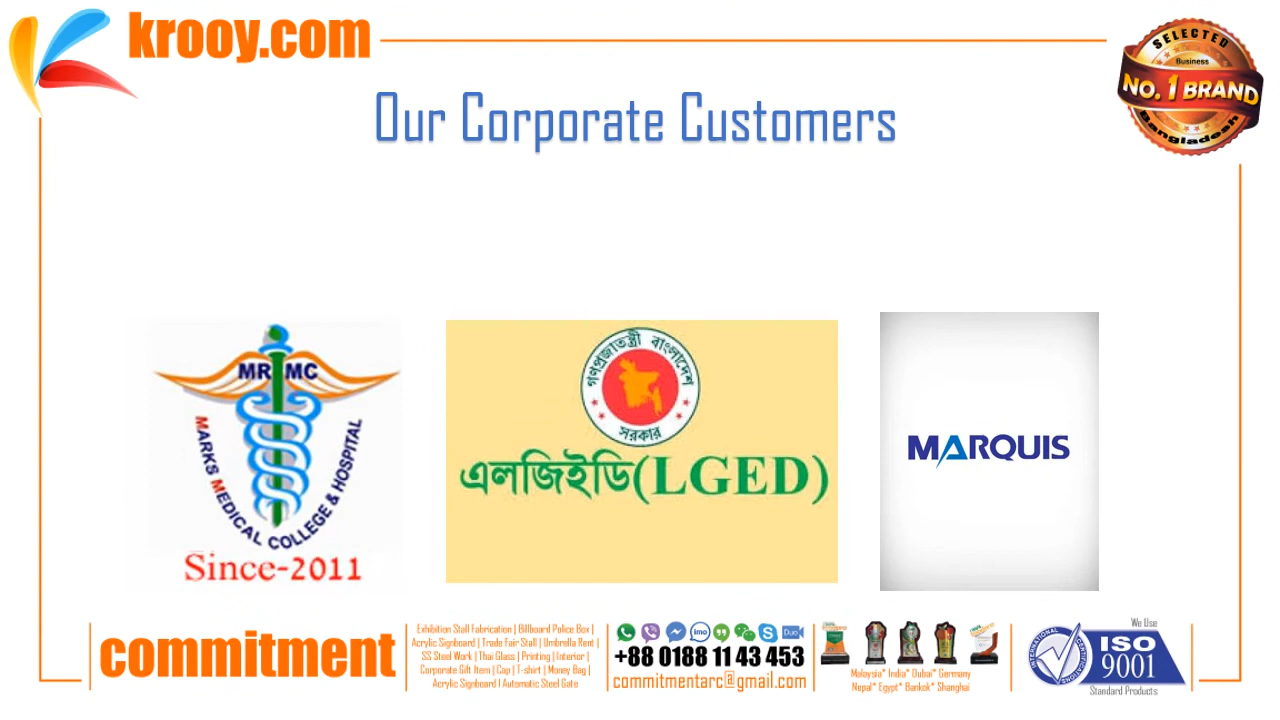 krooy.com
SELECTED
Business
NO. 1 BRAND
Bangladesh
Our Corporate Customers
MRMC
MARKS MEDICAL COLLEGE & HOSPITAL
Since-2011
গণপ্রজাতন্ত্রী বাংলাদেশ
সরকার
এলজিইডি(LGED)
MARQUIS
commitment
Exhibition Stall Fabrication | Billboard Police Box |
Acrylic Signboard | Trade Fair Stall | Umbrella Rent |
SS Steel Work | Thai Glass | Printing | Interior |
Corporate Gift Item | Cap | T-shirt | Money Bag |
Acrylic Signboard | Automatic Steel Gate
imo
Duo
+88 0188 11 43 453
commitmentarc@gmail.com
Malaysia* India* Dubai* Germany
Nepal* Egypt* Bankok* Shanghai
We Use
INTERNATIONAL CERTIFICATIONS
ISO
9001
Standard Products